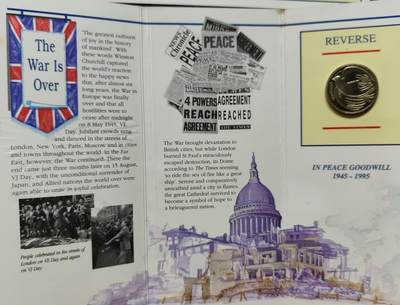 The War Is Over
'The greatest outburst
of joy in the history
of mankind'. With
these words Winston
Churchill captured
the world's reaction
to the happy news
that, after almost six
long years, the War in
Europe was finally
over and that all
hostilities were to
cease after midnight
on 8 May 1945, VE
Day. Jubilant crowds sang
and danced in the streets of
London, New York, Paris, Moscow and in cities
and towns throughout the world. In the Far
East, however, the War continued. There the
end came just three months later on 15 August,
VJ Day, with the unconditional surrender of
Japan, and Allied nations the world over were
able to unite in joyful celebration.
People celebrated in the streets of
London on VE Day and again
on VJ Day.
News
Chronicle
PEACE
PEACE
PEACE
4 POWERS
REACH
AGREEMENT
AGREEMENT
REACHED
THE TIMES
The War brought devastation to
British cities, but while London
burned St Paul's miraculously
escaped destruction, its Dome
according to The Times seeming
'to ride the sea of fire like a great
ship'. Serene and comparatively
unscathed amid a city in flames,
the great Cathedral survived to
become a symbol of hope to
a beleaguered nation.
REVERSE
IN PEACE GOODWILL
1945 - 1995